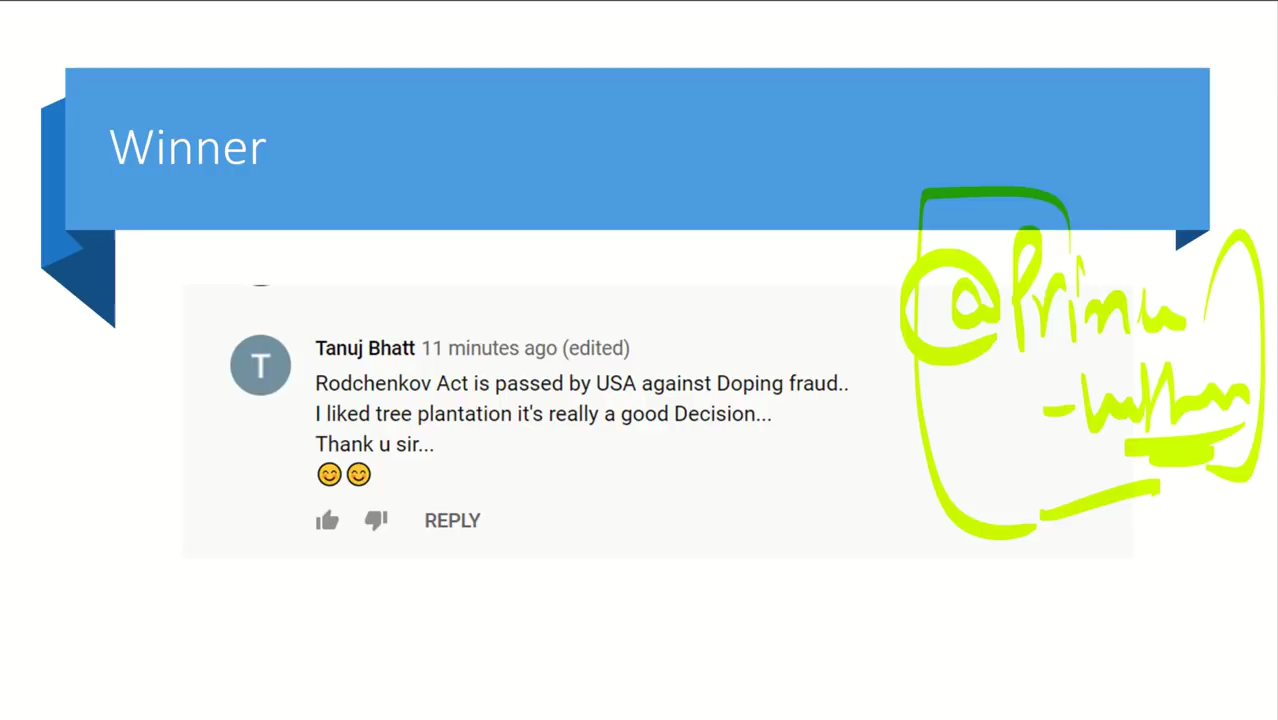 Winner
T
Tanuj Bhatt 11 minutes ago (edited)
Rodchenkov Act is passed by USA against Doping fraud..
I liked tree plantation it's really a good Decision...
Thank u sir...
😊😊
REPLY